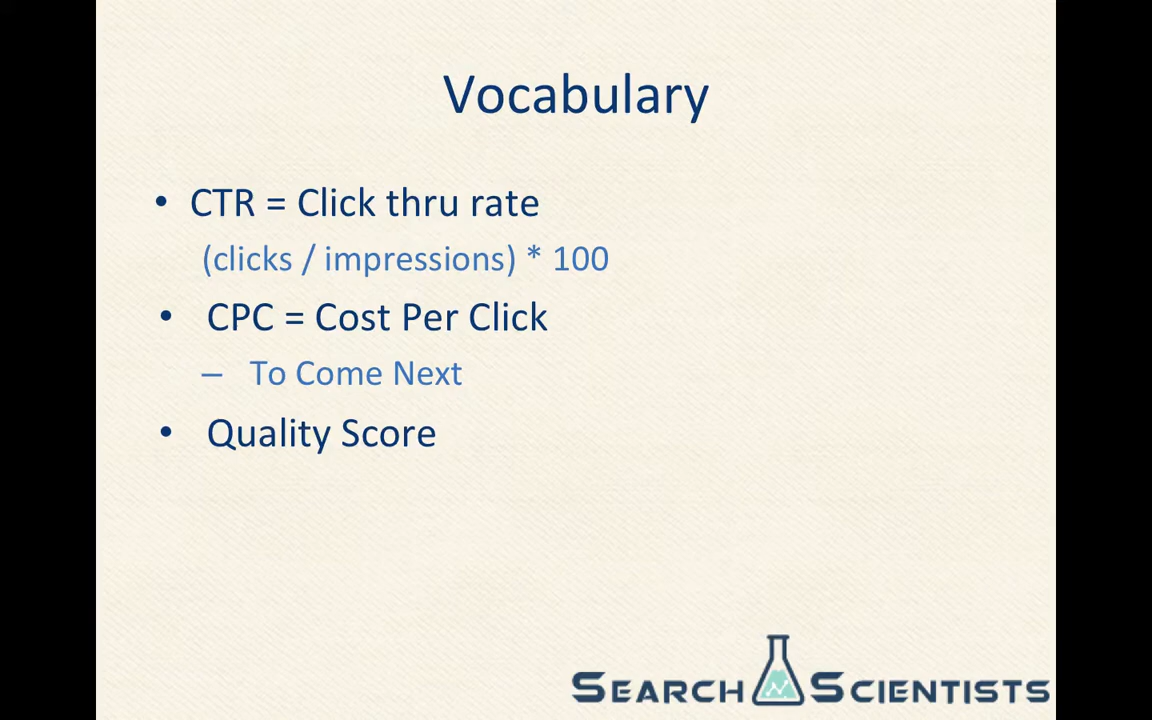 Vocabulary
• CTR = Click thru rate
(clicks / impressions) * 100
• CPC = Cost Per Click
– To Come Next
• Quality Score
SEARCH SCIENTISTS